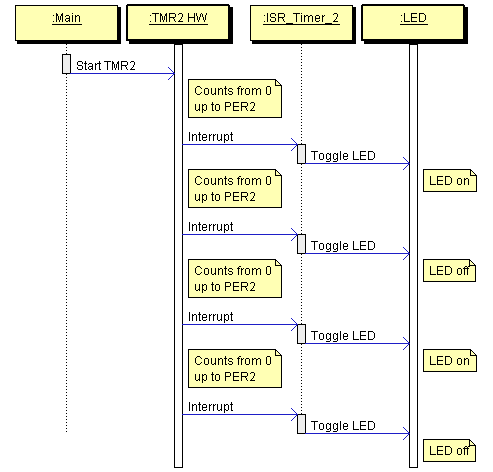 :Main
:TMR2 HW
:ISR_Timer_2
:LED
Start TMR2
Counts from 0
up to PER2
Interrupt
Toggle LED
LED on
Counts from 0
up to PER2
Interrupt
Toggle LED
LED off
Counts from 0
up to PER2
Interrupt
Toggle LED
LED on
Counts from 0
up to PER2
Interrupt
Toggle LED
LED off